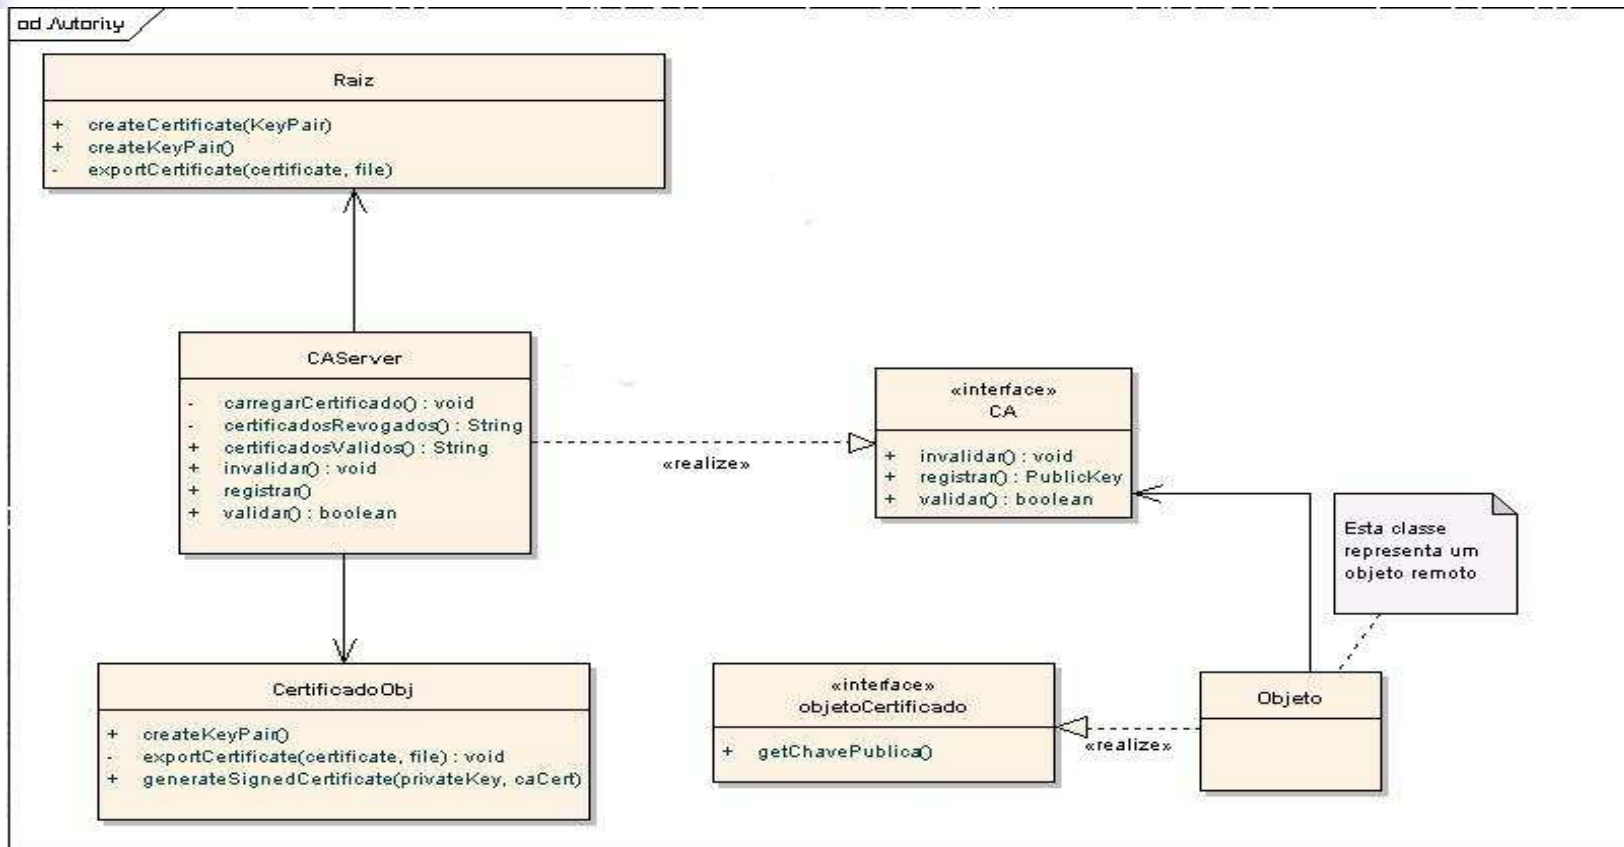 od Autority
Raiz
+ createCertificate(KeyPair)
+ createKeyPair()
- exportCertificate(certificate, file)
CAServer
- carregarCertificado() : void
- certificadosRevogados() : String
+ certificadosValidos() : String
+ invalidar() : void
+ registrar()
+ validar() : boolean
«realize»
«interface»
CA
+ invalidar() : void
+ registrar() : PublicKey
+ validar() : boolean
Esta classe
representa um
objeto remoto
CertificadoObj
+ createKeyPair()
- exportCertificate(certificate, file) : void
+ generateSignedCertificate(privateKey, caCert)
«interface»
objetoCertificado
+ getChavePublica()
«realize»
Objeto